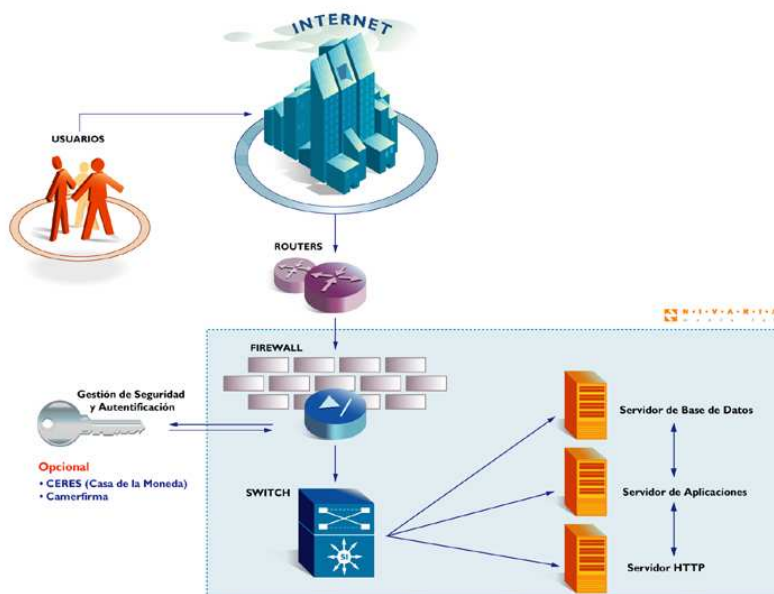 INTERNET
USUARIOS
ROUTERS
N·I·V·A·R·I·A
FIREWALL
Gestión de Seguridad
y Autentificación
Opcional
• CERES (Casa de la Moneda)
• Camerfirma
SWITCH
SI
Servidor de Base de Datos
Servidor de Aplicaciones
Servidor HTTP